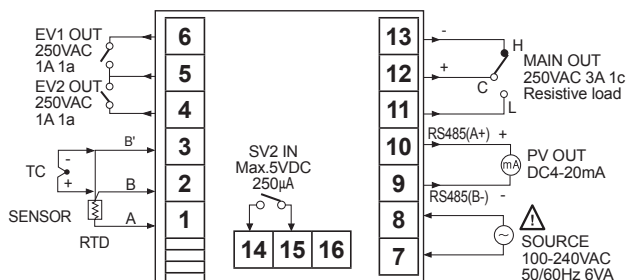 EV1 OUT
250VAC
1A 1a
EV2 OUT
250VAC
1A 1a
6
5
4
3
2
1
B'
B
A
TC
-
+
SENSOR
RTD
SV2 IN
Max.5VDC
250µA
14 15 16
13
12
11
10
9
8
7
-
+
H
C
L
MAIN OUT
250VAC 3A 1c
Resistive load
RS485(A+) +
mA
PV OUT
DC4-20mA
RS485(B-) -
!
~
SOURCE
100-240VAC
50/60Hz 6VA